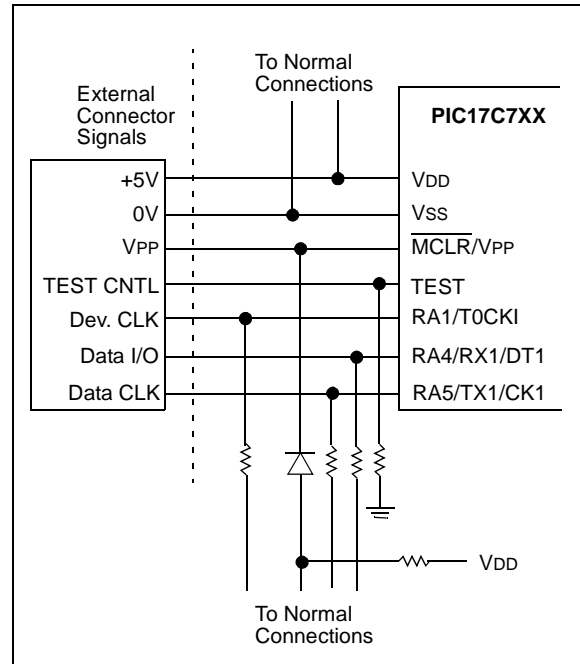 To Normal
Connections
External
Connector
Signals
PIC17C7XX
+5V
VDD
0V
VSS
VPP
MCLR/VPP
TEST CNTL
TEST
Dev. CLK
RA1/T0CKI
Data I/O
RA4/RX1/DT1
Data CLK
RA5/TX1/CK1
VDD
To Normal
Connections